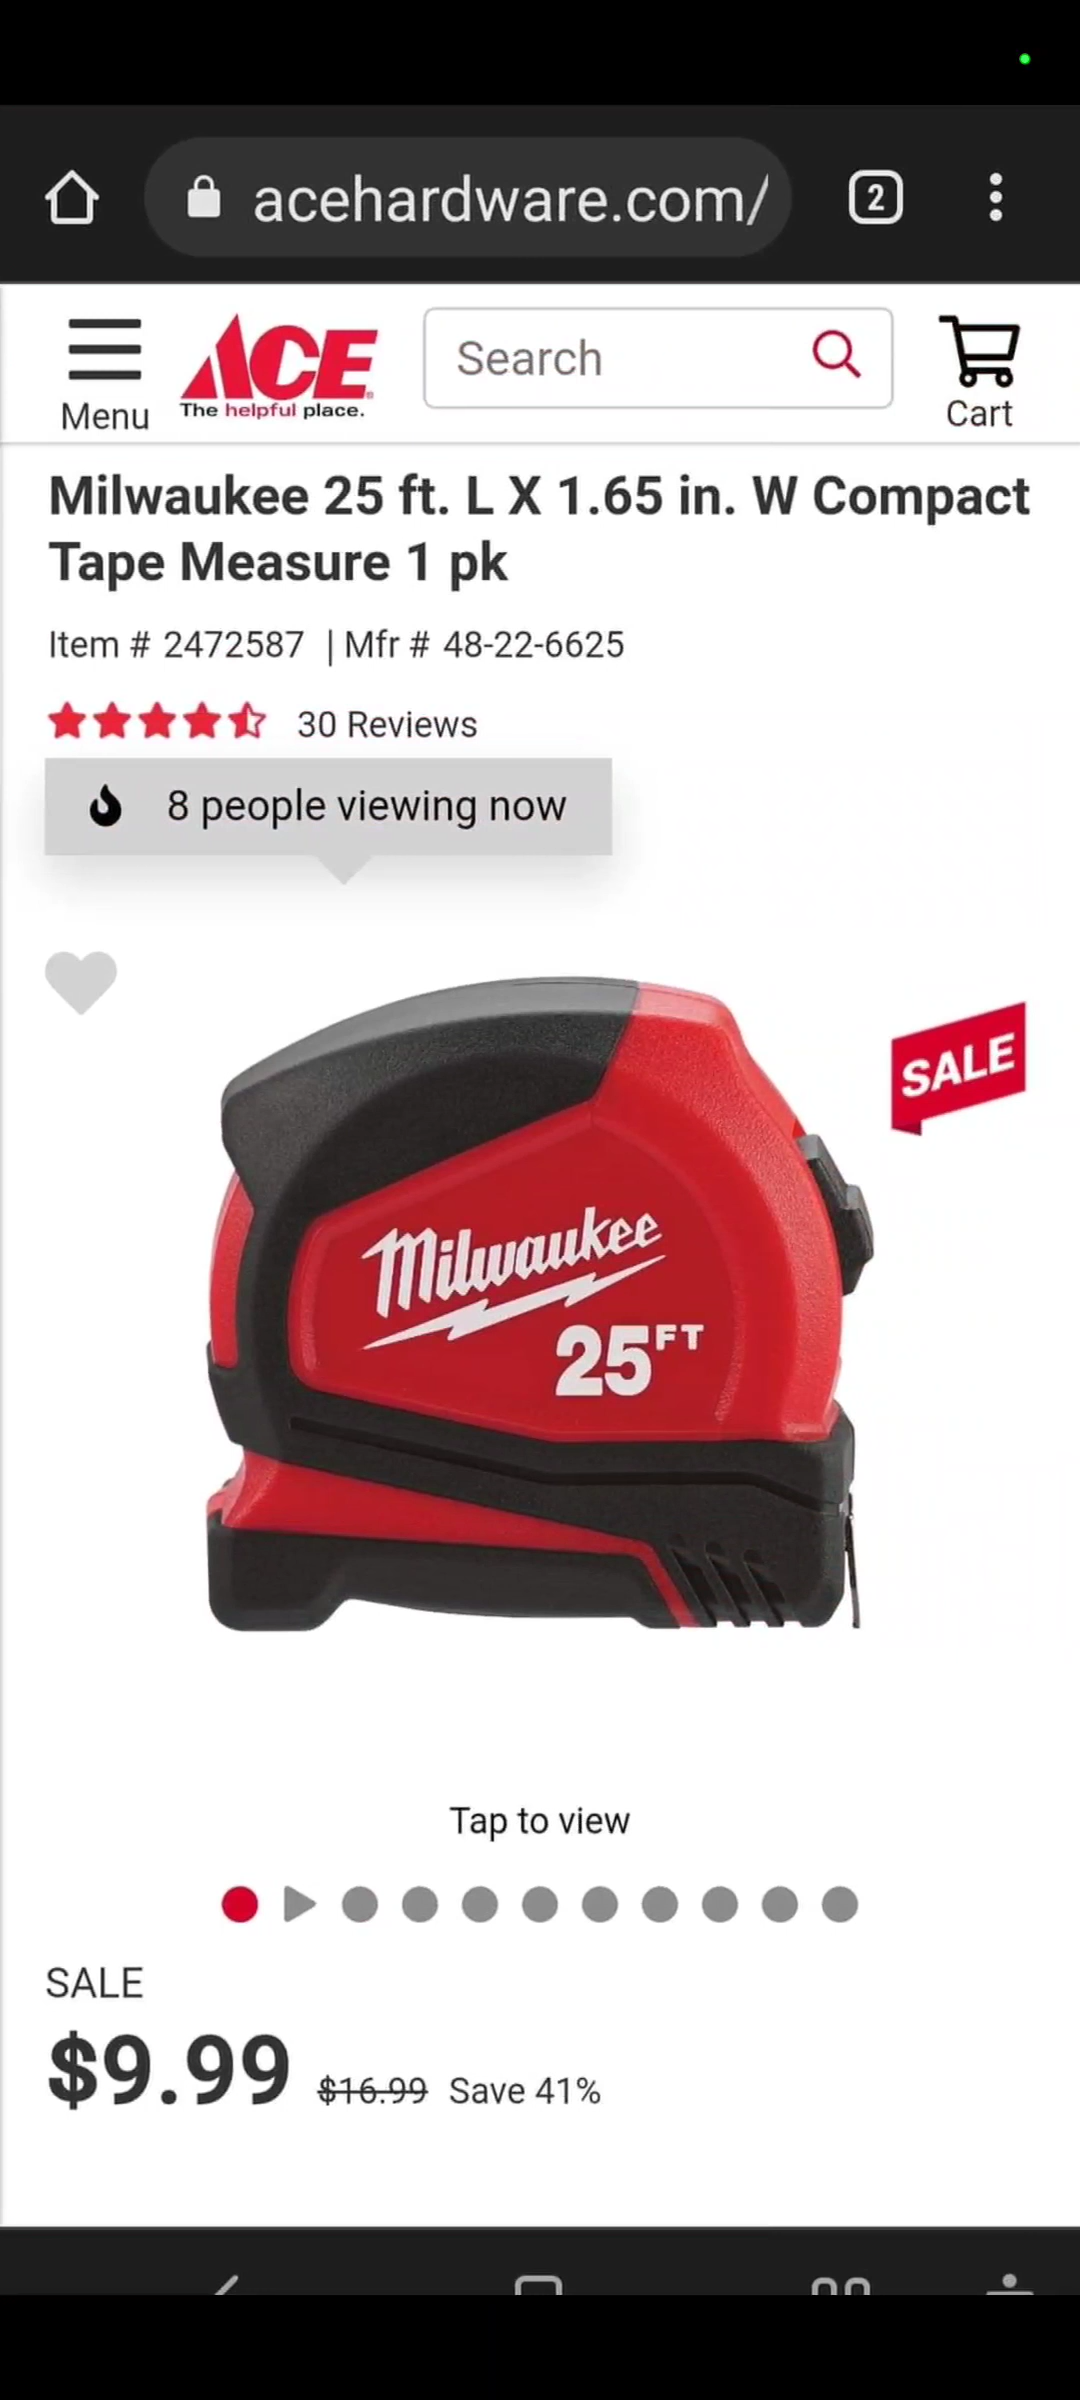 2
acehardware.com/
Menu
ACE
The helpful place.
Search
Cart
Milwaukee 25 ft. L X 1.65 in. W Compact
Tape Measure 1 pk
Item # 2472587 | Mfr # 48-22-6625
30 Reviews
8 people viewing now
SALE
Milwaukee
25 FT
Tap to view
SALE
$9.99 $16.99 Save 41%